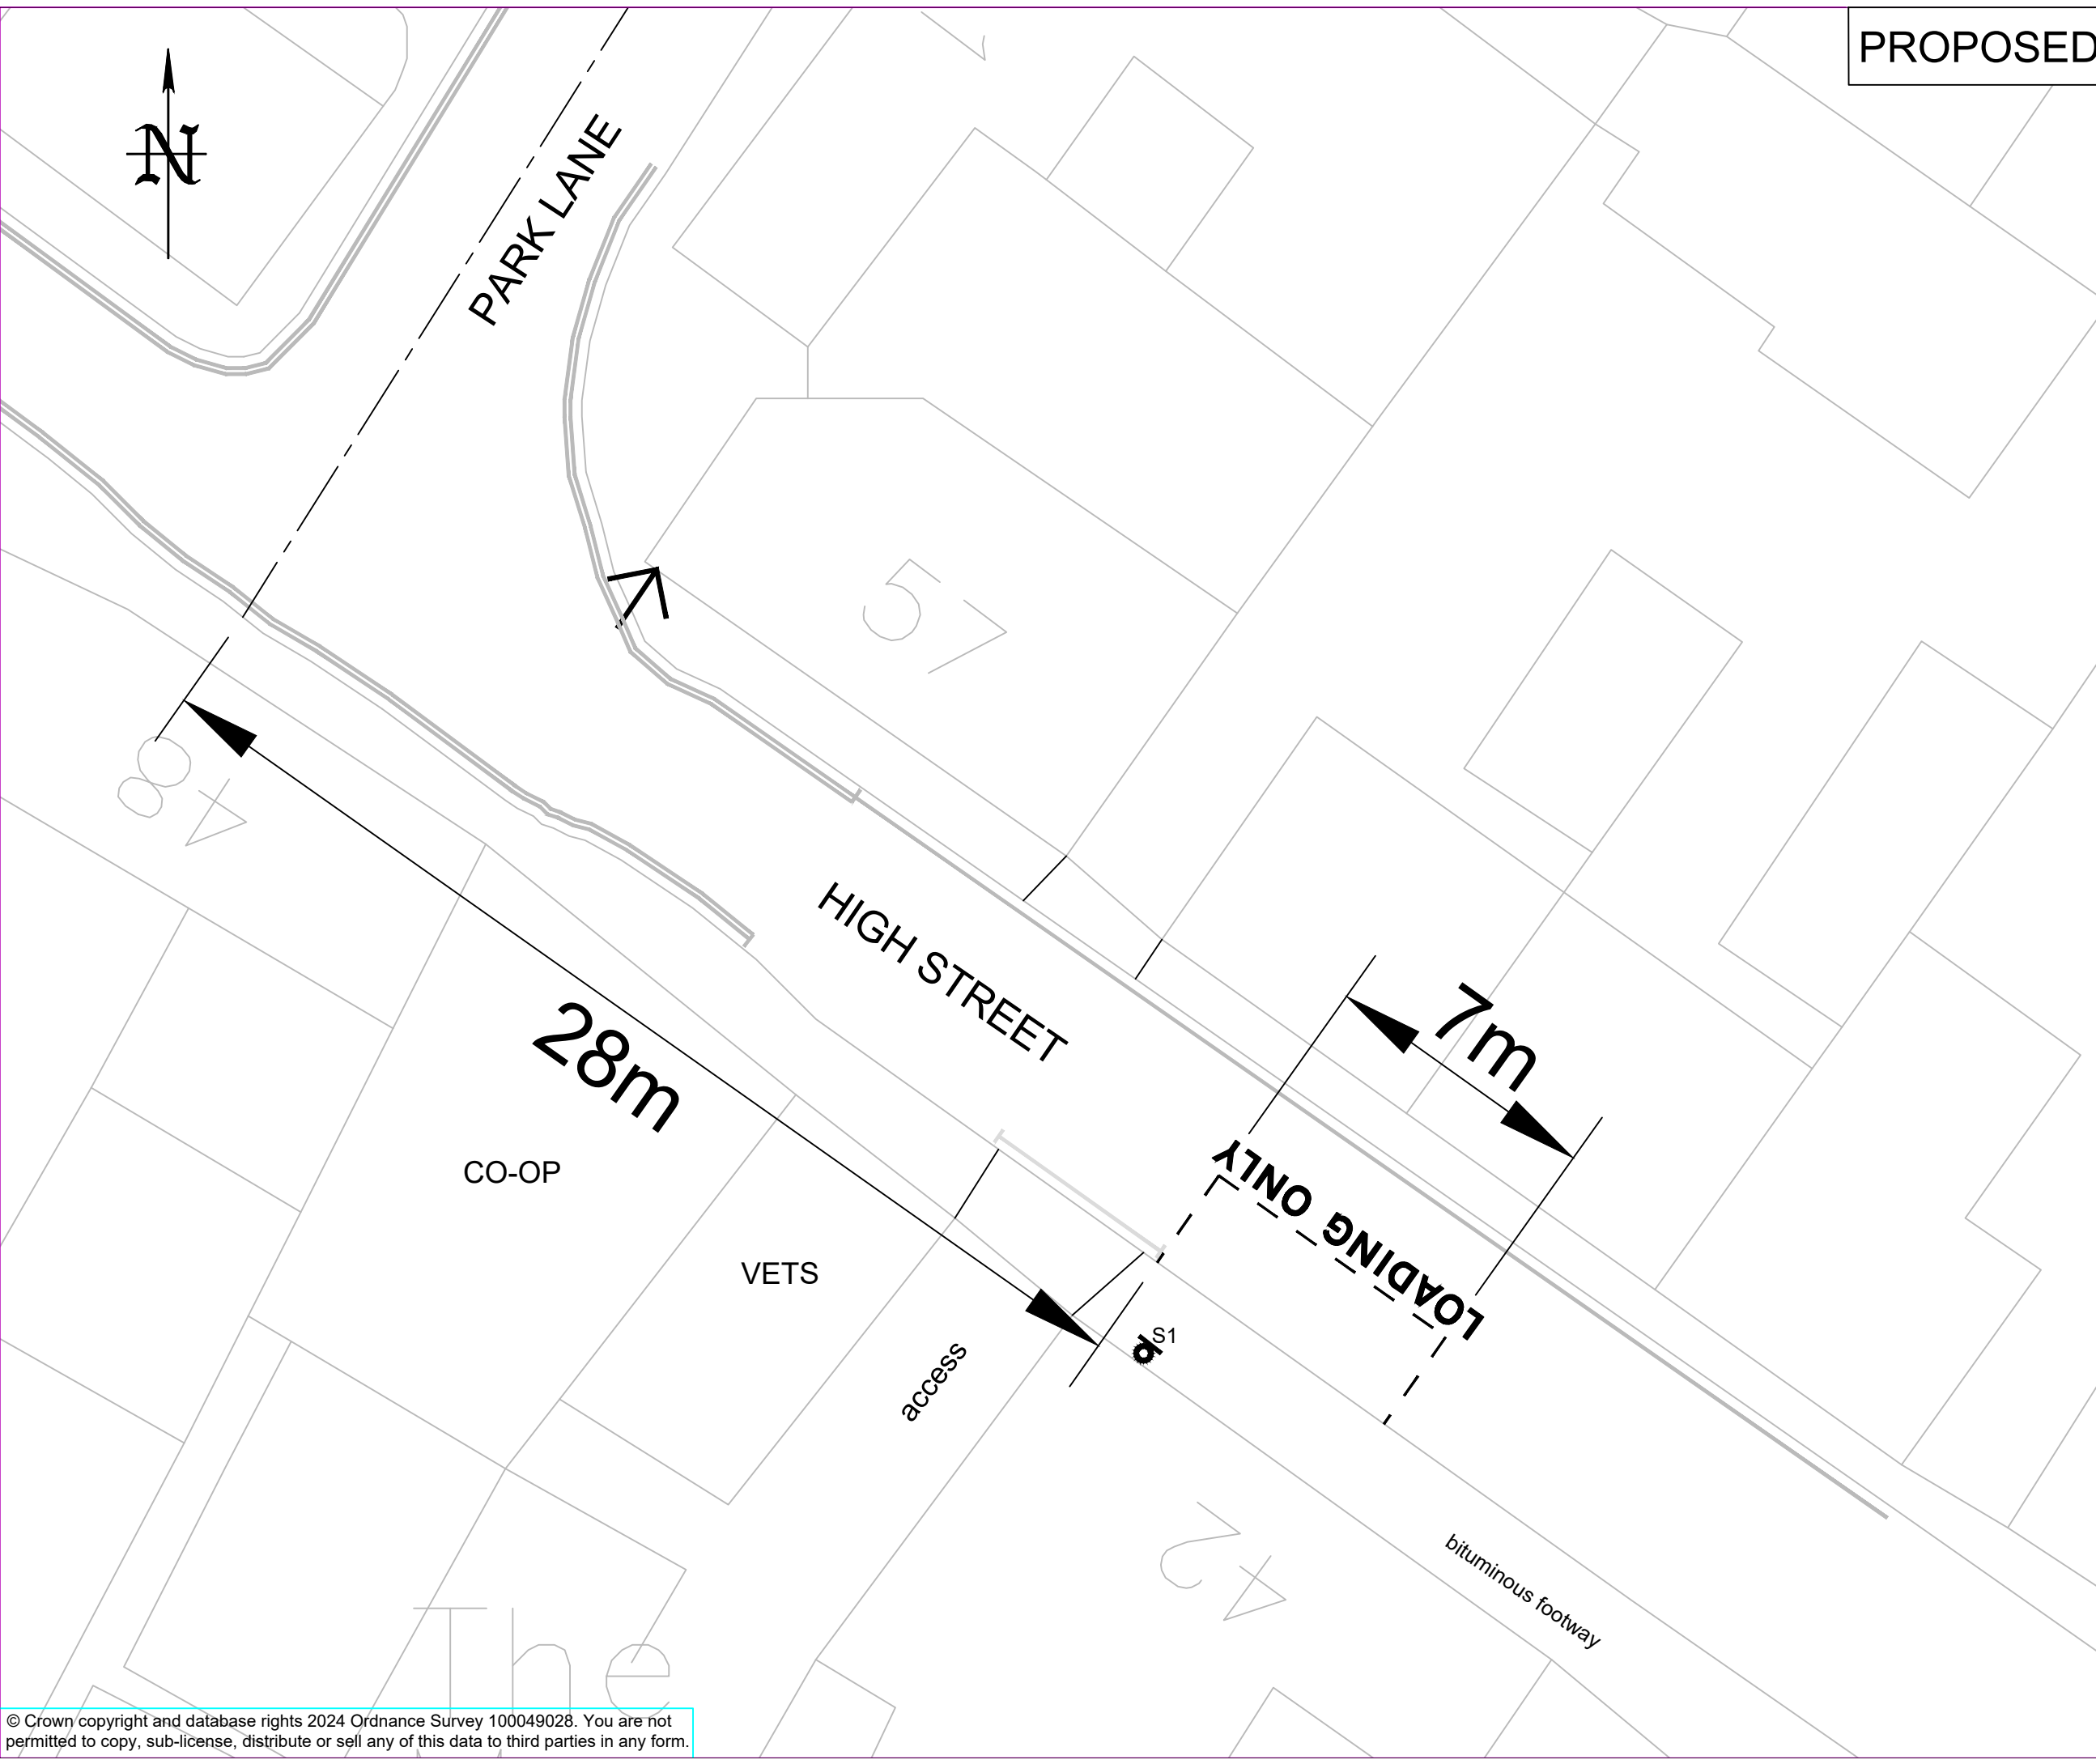 PROPOSED
N
PARK LANE
57
48
HIGH STREET
28m
7m
CO-OP
LOADING ONLY
VETS
S1
access
42
bituminous footway
The
© Crown copyright and database rights 2024 Ordnance Survey 100049028. You are not
permitted to copy, sub-license, distribute or sell any of this data to third parties in any form.